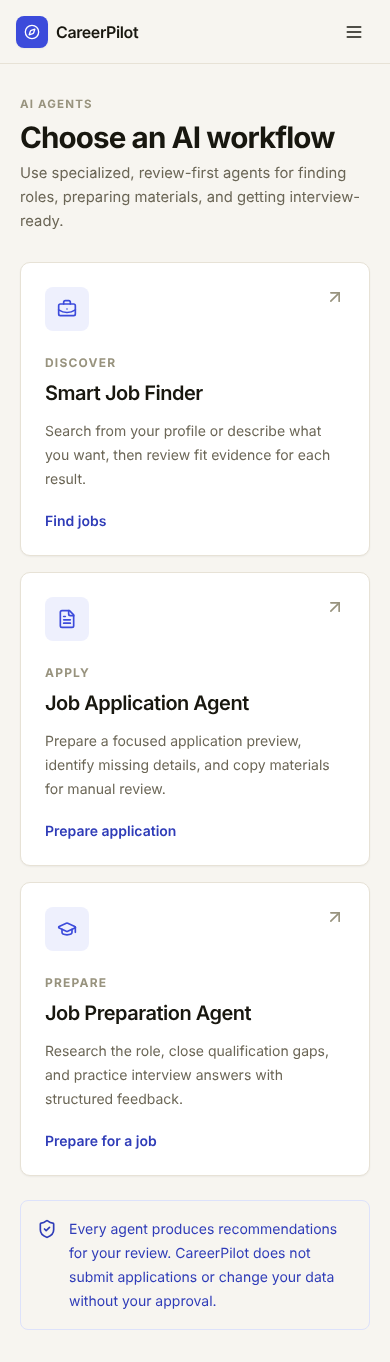 CareerPilot
AI AGENTS
Choose an AI workflow
Use specialized, review-first agents for finding
roles, preparing materials, and getting interview-
ready.
DISCOVER
Smart Job Finder
Search from your profile or describe what
you want, then review fit evidence for each
result.
Find jobs
APPLY
Job Application Agent
Prepare a focused application preview,
identify missing details, and copy materials
for manual review.
Prepare application
PREPARE
Job Preparation Agent
Research the role, close qualification gaps,
and practice interview answers with
structured feedback.
Prepare for a job
Every agent produces recommendations
for your review. CareerPilot does not
submit applications or change your data
without your approval.